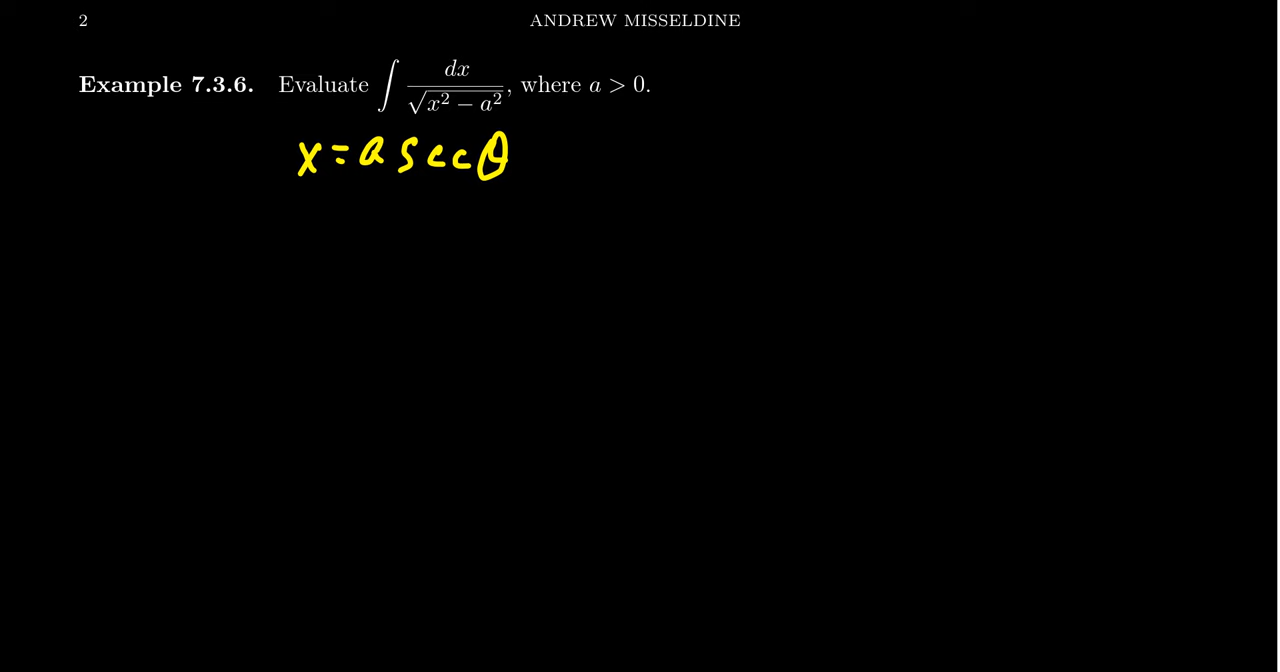 2 ANDREW MISSELDINE
Example 7.3.6. Evaluate ∫ dx/√(x² − a²), where a > 0.
x = a sec θ